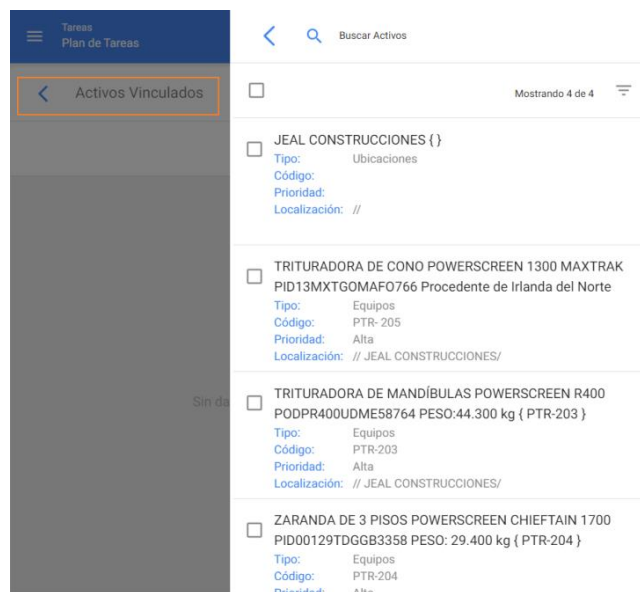 Tareas
Plan de Tareas
Activos Vinculados
Sin da
Buscar Activos
Mostrando 4 de 4
JEAL CONSTRUCCIONES { }
Tipo: Ubicaciones
Código:
Prioridad:
Localización: //
TRITURADORA DE CONO POWERSCREEN 1300 MAXTRAK
PID13MXTGOMAFO766 Procedente de Irlanda del Norte
Tipo: Equipos
Código: PTR- 205
Prioridad: Alta
Localización: // JEAL CONSTRUCCIONES/
TRITURADORA DE MANDÍBULAS POWERSCREEN R400
PODPR400UDME58764 PESO:44.300 kg { PTR-203 }
Tipo: Equipos
Código: PTR-203
Prioridad: Alta
Localización: // JEAL CONSTRUCCIONES/
ZARANDA DE 3 PISOS POWERSCREEN CHIEFTAIN 1700
PID00129TDGGB3358 PESO: 29.400 kg { PTR-204 }
Tipo: Equipos
Código: PTR-204
Prioridad: Alta